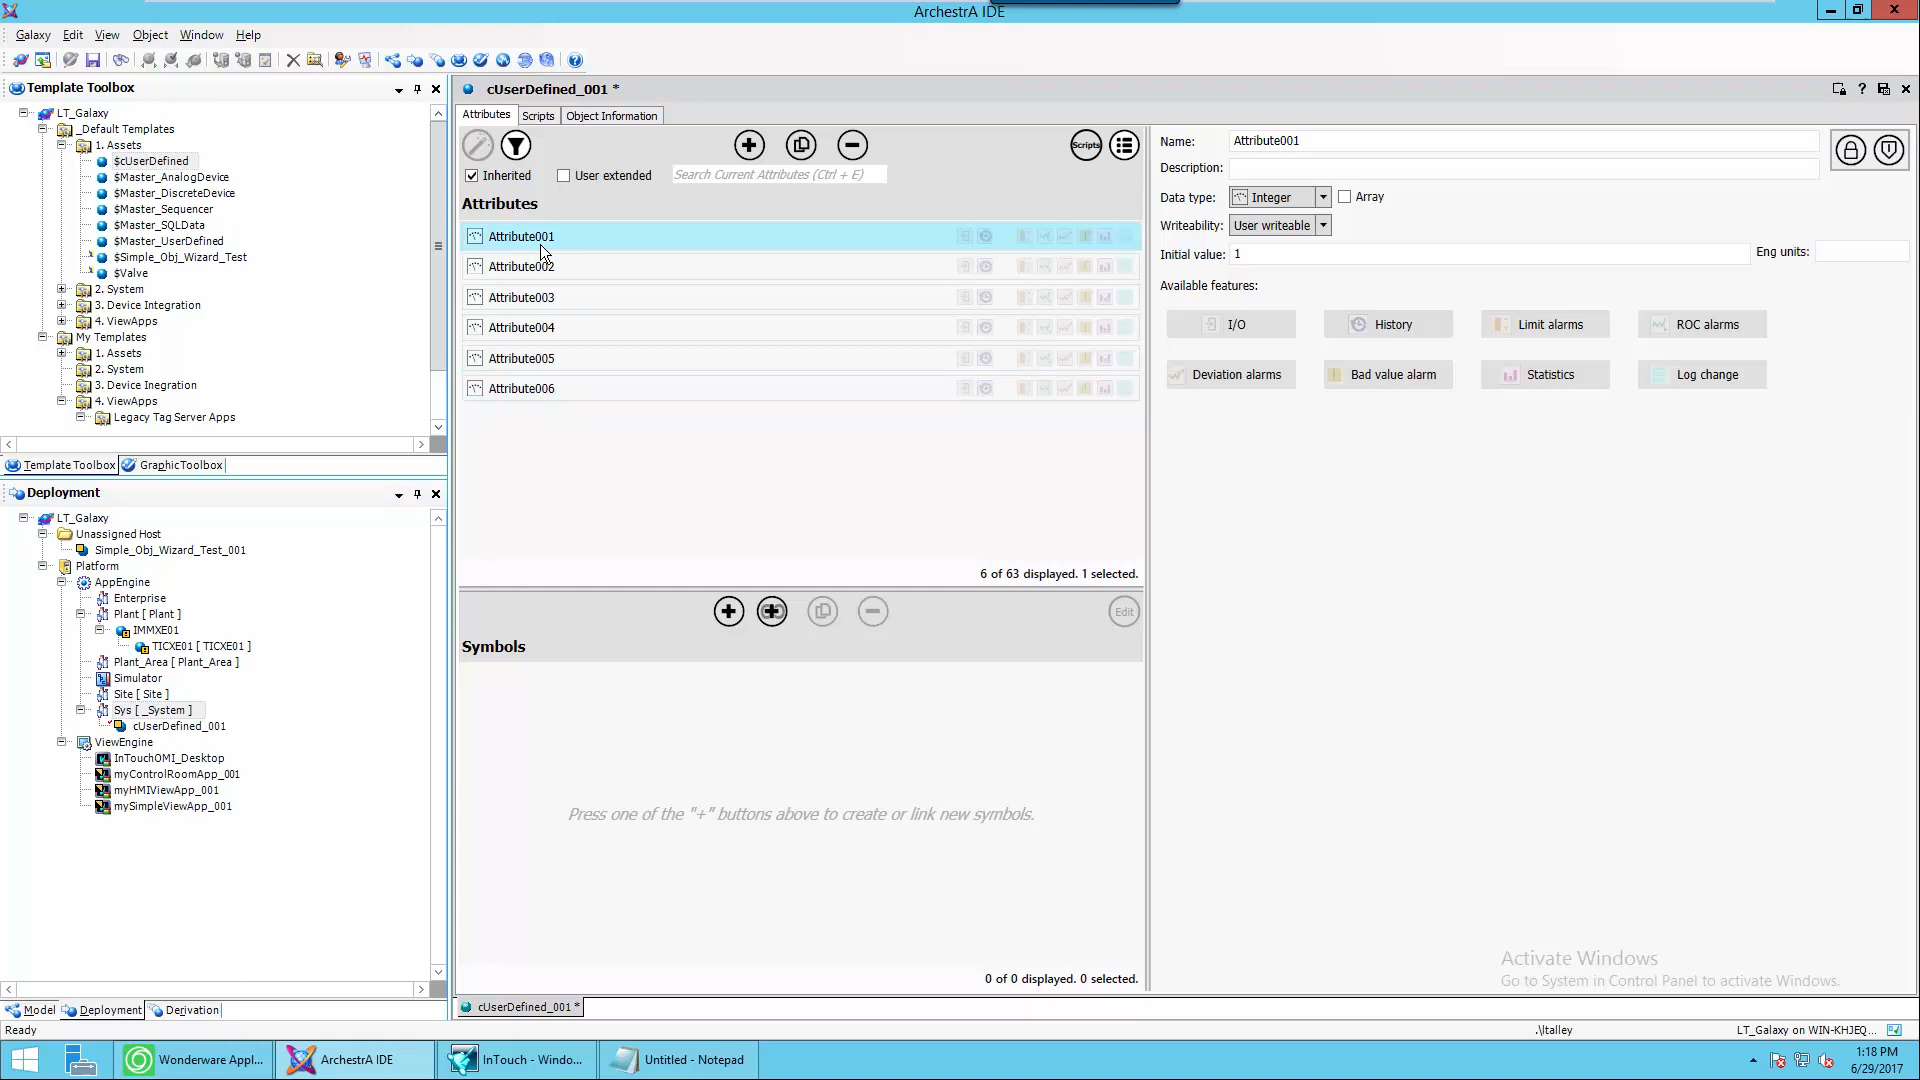 ArchestrA IDE
Galaxy Edit View Object Window Help
Template Toolbox
LT_Galaxy
_Default Templates
1. Assets
$cUserDefined
$Master_AnalogDevice
$Master_DiscreteDevice
$Master_Sequencer
$Master_SQLData
$Master_UserDefined
$Simple_Obj_Wizard_Test
$Valve
2. System
3. Device Integration
4. ViewApps
My Templates
1. Assets
2. System
3. Device Inegration
4. ViewApps
Legacy Tag Server Apps
Template Toolbox GraphicToolbox
Deployment
LT_Galaxy
Unassigned Host
Simple_Obj_Wizard_Test_001
Platform
AppEngine
Enterprise
Plant [ Plant ]
IMMXE01
TICXE01 [ TICXE01 ]
Plant_Area [ Plant_Area ]
Simulator
Site [ Site ]
Sys [ _System ]
cUserDefined_001
ViewEngine
InTouchOMI_Desktop
myControlRoomApp_001
myHMIViewApp_001
mySimpleViewApp_001
Model Deployment Derivation
Ready
cUserDefined_001 *
Attributes Scripts Object Information
Scripts
Inherited User extended Search Current Attributes (Ctrl + E)
Attributes
Attribute001
Attribute002
Attribute003
Attribute004
Attribute005
Attribute006
6 of 63 displayed. 1 selected.
Edit
Symbols
Press one of the "+" buttons above to create or link new symbols.
0 of 0 displayed. 0 selected.
cUserDefined_001 *
Name: Attribute001
Description:
Data type: Integer Array
Writeability: User writeable
Initial value: 1 Eng units:
Available features:
I/O History Limit alarms ROC alarms
Deviation alarms Bad value alarm Statistics Log change
Activate Windows
Go to System in Control Panel to activate Windows.
.\ltalley LT_Galaxy on WIN-KHJEQ...
Wonderware Appl... ArchestrA IDE InTouch - Windo... Untitled - Notepad
1:18 PM
6/29/2017